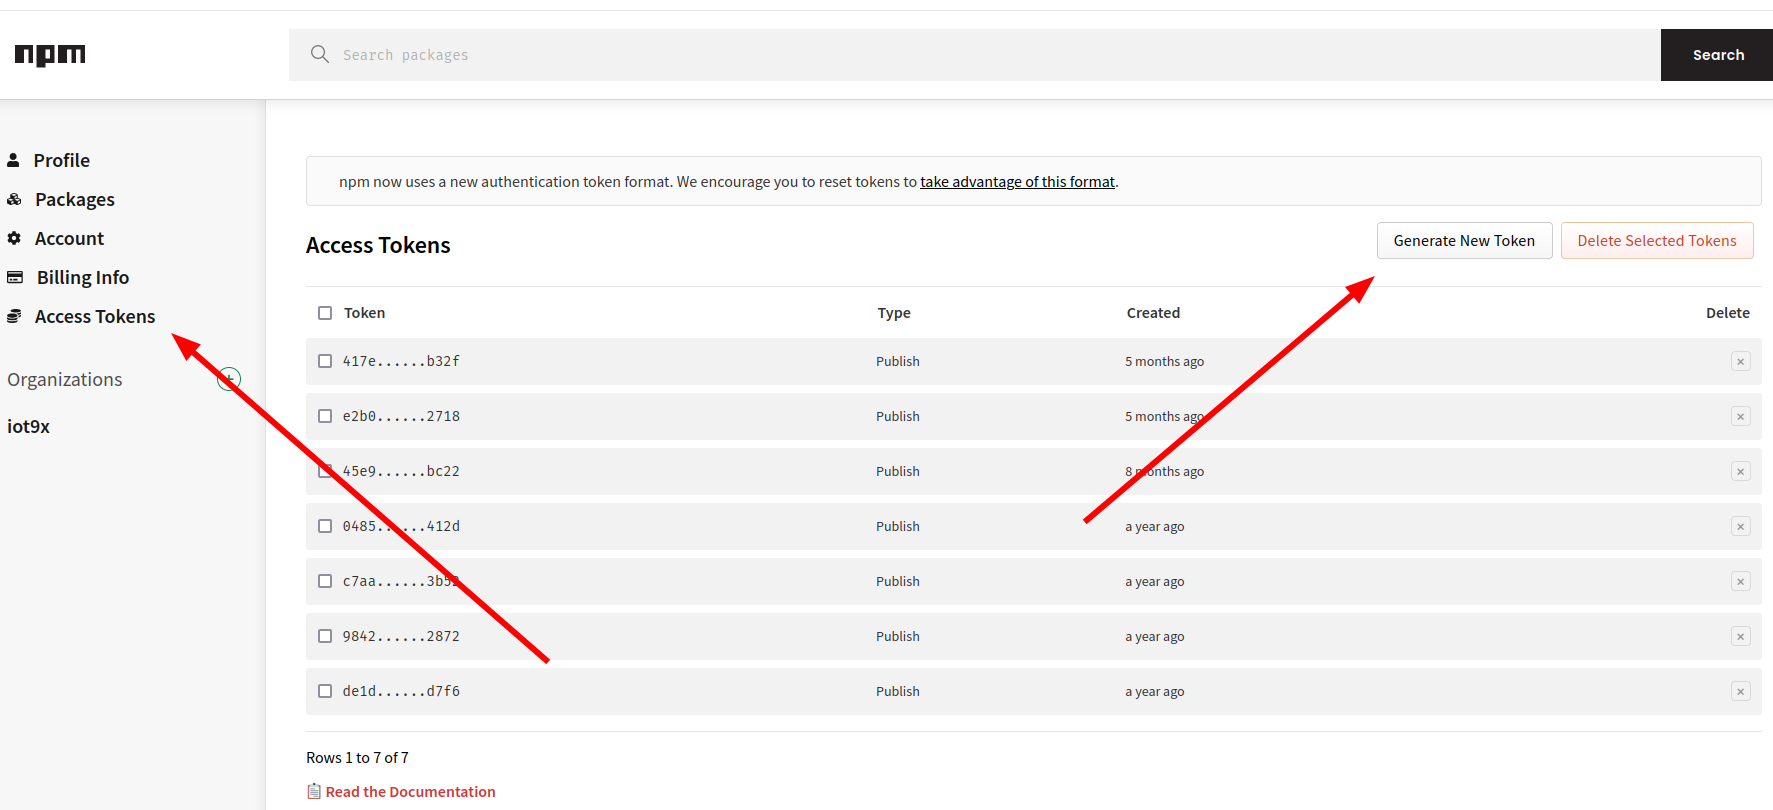 npm
Search packages
Search
Profile
Packages
Account
Billing Info
Access Tokens
Organizations
iot9x
npm now uses a new authentication token format. We encourage you to reset tokens to take advantage of this format.
Access Tokens
Generate New Token
Delete Selected Tokens
Token Type Created Delete
417e......b32f Publish 5 months ago
e2b0......2718 Publish 5 months ago
45e9......bc22 Publish 8 months ago
0485......412d Publish a year ago
Publish a year ago
9842......2872 Publish a year ago
de1d......d7f6 Publish a year ago
Rows 1 to 7 of 7
Read the Documentation